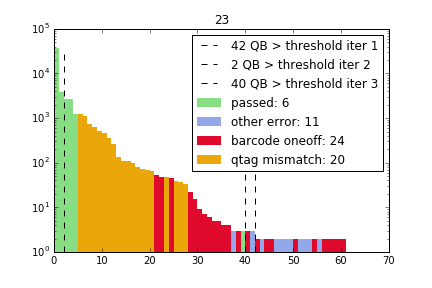 23
10^5
10^4
10^3
10^2
10^1
10^0
42 QB > threshold iter 1
2 QB > threshold iter 2
40 QB > threshold iter 3
passed: 6
other error: 11
barcode oneoff: 24
qtag mismatch: 20
0 10 20 30 40 50 60 70